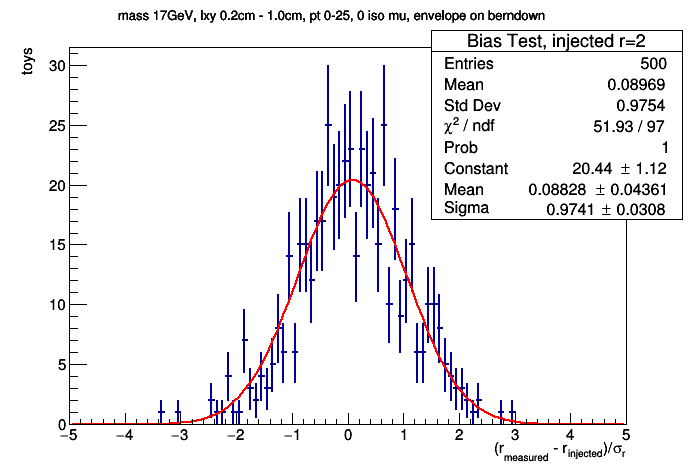 mass 17GeV, lxy 0.2cm - 1.0cm, pt 0-25, 0 iso mu, envelope on berndown
Bias Test, injected r=2
Entries 500
Mean 0.08969
Std Dev 0.9754
χ² / ndf 51.93 / 97
Prob 1
Constant 20.44 ± 1.12
Mean 0.08828 ± 0.04361
Sigma 0.9741 ± 0.0308
toys
30
25
20
15
10
5
0
−5 −4 −3 −2 −1 0 1 2 3 4 5
(r_measured - r_injected)/σ_r